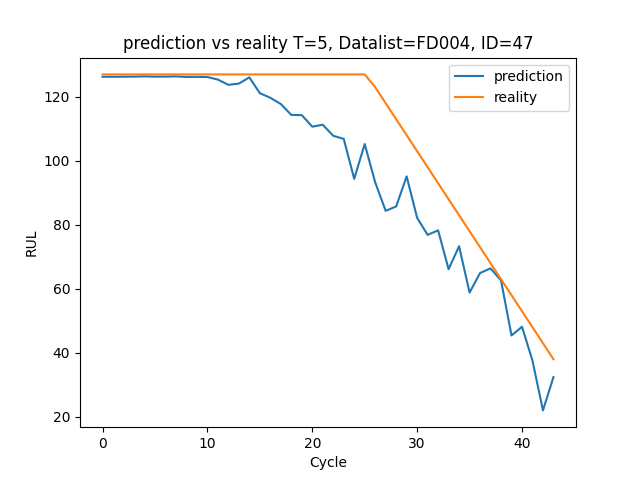 prediction vs reality T=5, Datalist=FD004, ID=47
prediction
reality
120
100
80
60
40
20
RUL
0 10 20 30 40
Cycle